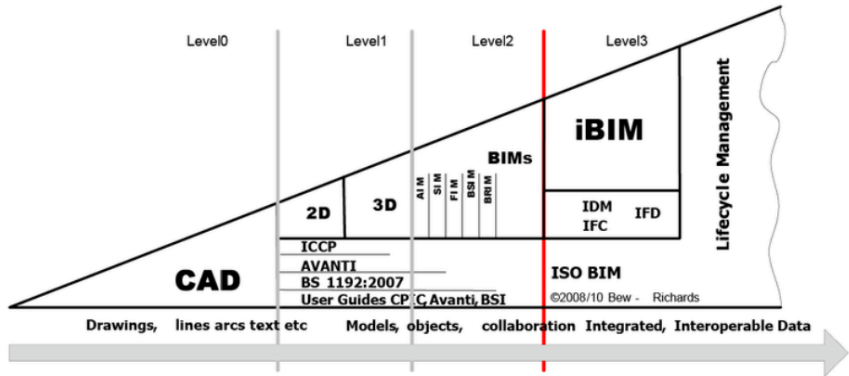 Level0 Level1 Level2 Level3
iBIM
BIMs
AIM
SIM
FIM
BSIM
BRIM
2D 3D
IDM IFD
IFC
Lifecycle Management
CAD
ICCP
AVANTI
BS 1192:2007
User Guides CPIC, Avanti, BSI
ISO BIM
©2008/10 Bew - Richards
Drawings, lines arcs text etc Models, objects, collaboration Integrated, Interoperable Data